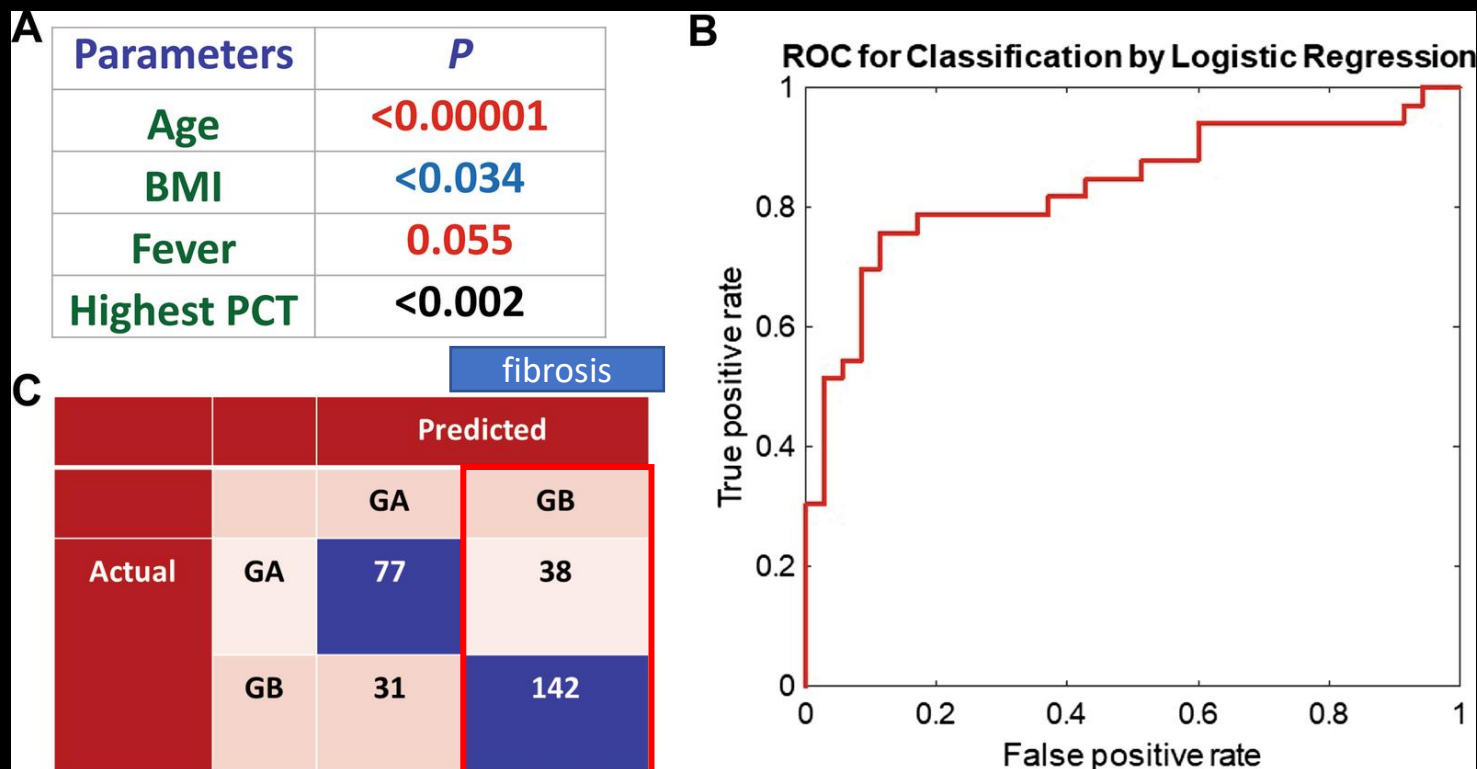 A
Parameters P
Age <0.00001
BMI <0.034
Fever 0.055
Highest PCT <0.002
fibrosis
C
Predicted
GA GB
Actual GA 77 38
GB 31 142
B
ROC for Classification by Logistic Regression
True positive rate
1
0.8
0.6
0.4
0.2
0
0 0.2 0.4 0.6 0.8 1
False positive rate